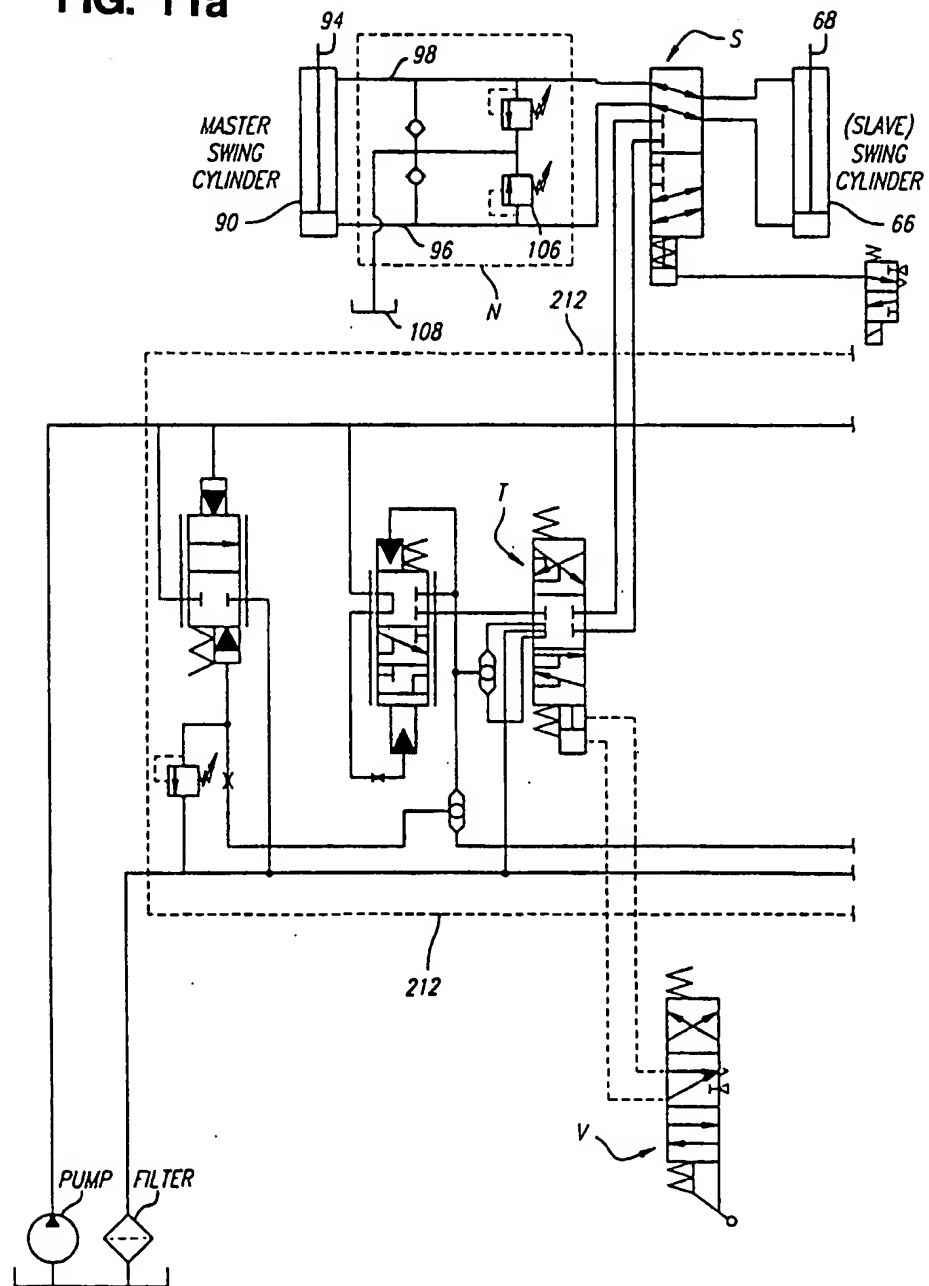 FIG. 11a
94
98
S
68
MASTER
SWING
CYLINDER
(SLAVE)
SWING
CYLINDER
90
96
106
66
N
212
108
T
212
V
PUMP
FILTER